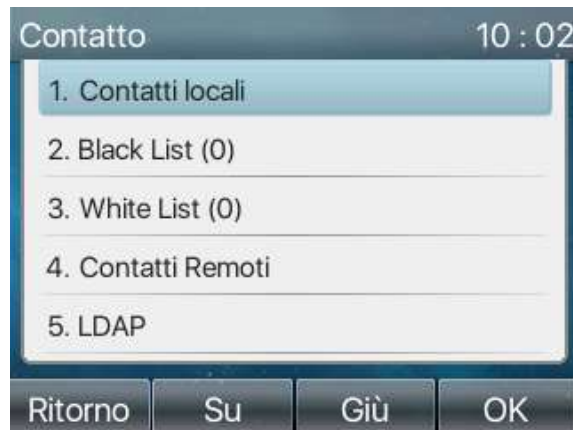 Contatto 10 : 02
1. Contatti locali
2. Black List (0)
3. White List (0)
4. Contatti Remoti
5. LDAP
Ritorno Su Giù OK